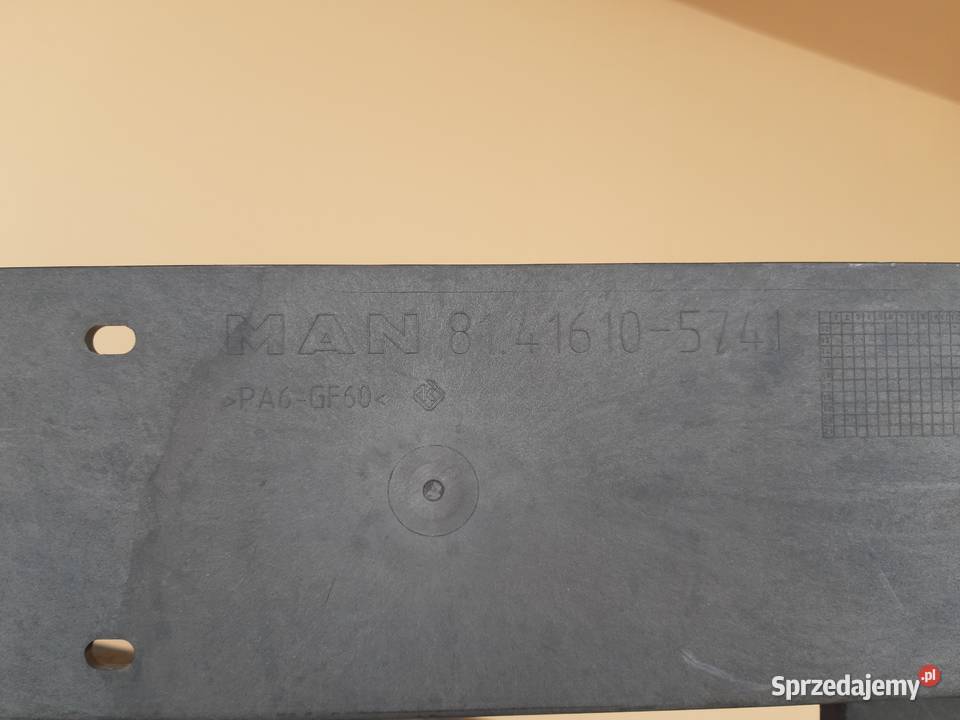 MAN 81.41610-5741
>PA6-GF60<
Sprzedajemy.pl